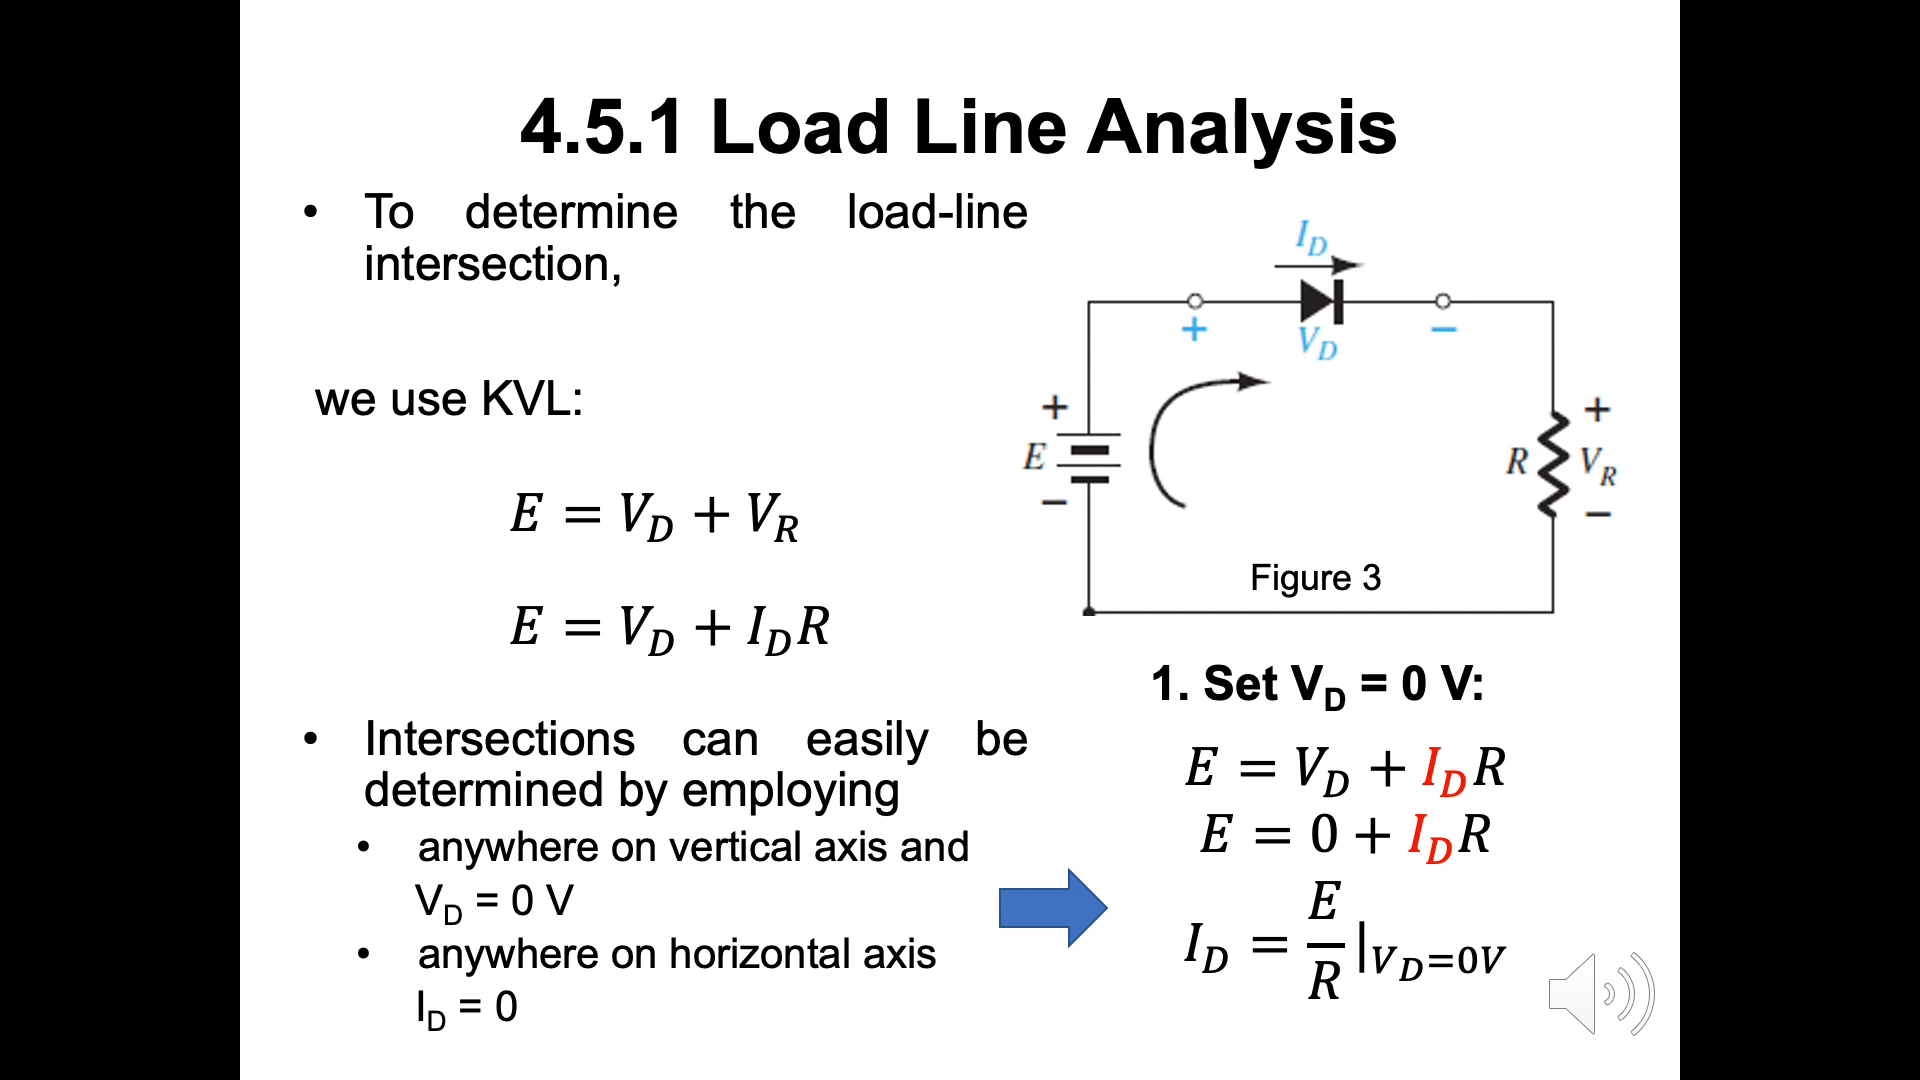 4.5.1 Load Line Analysis
• To determine the load-line
intersection,
we use KVL:
E = V_D + V_R
E = V_D + I_D R
• Intersections can easily be
determined by employing
• anywhere on vertical axis and
V_D = 0 V
• anywhere on horizontal axis
I_D = 0
I_D
+ −
V_D
+
E
−
+
R V_R
−
Figure 3
1. Set V_D = 0 V:
E = V_D + I_D R
E = 0 + I_D R
I_D = E/R |_{V_D=0V}